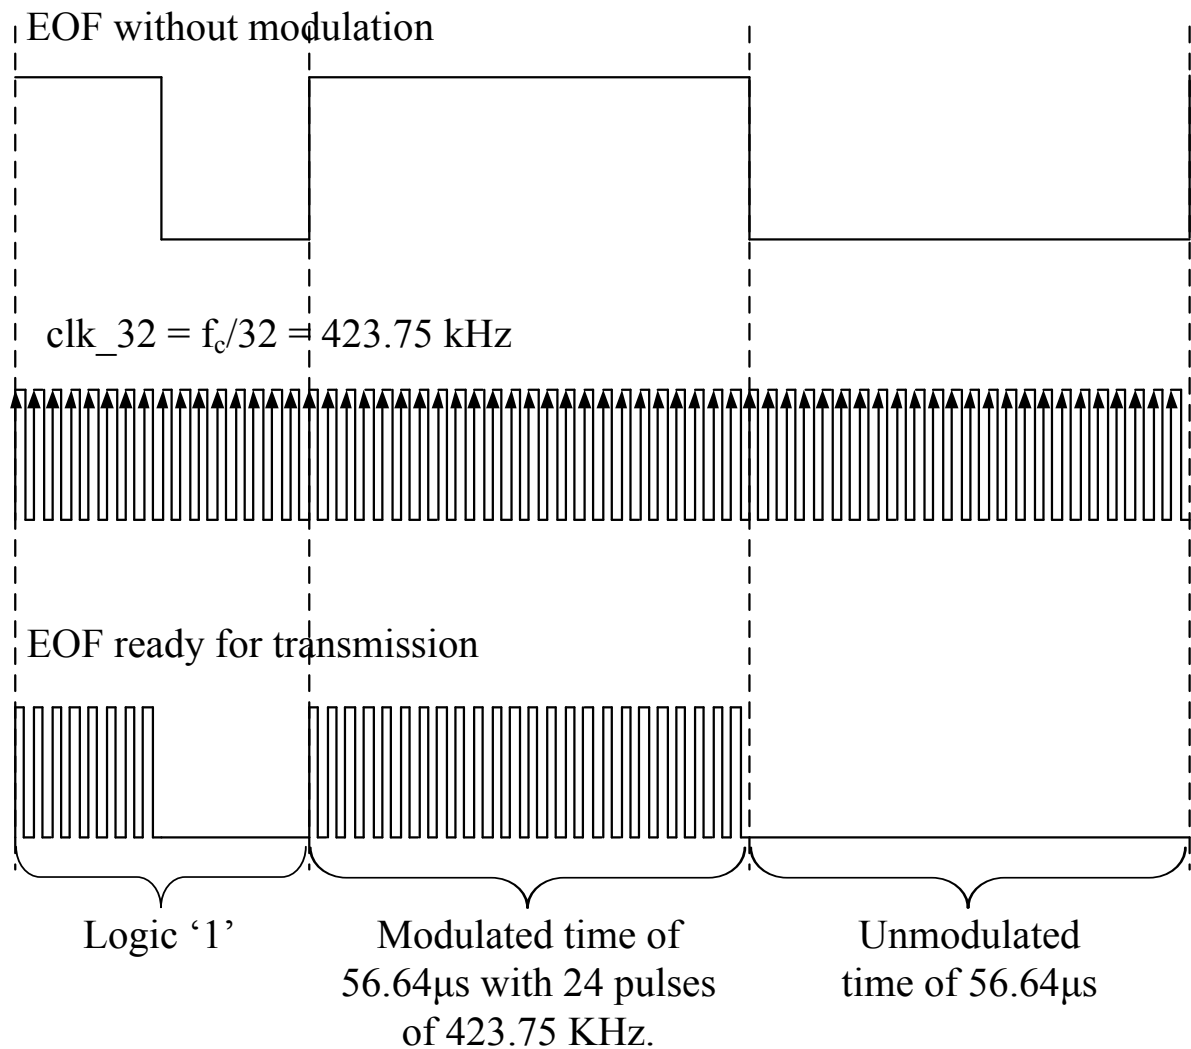 EOF without modulation
clk_32 = fc/32 = 423.75 kHz
EOF ready for transmission
Logic ‘1’
Modulated time of
56.64μs with 24 pulses
of 423.75 KHz.
Unmodulated
time of 56.64μs